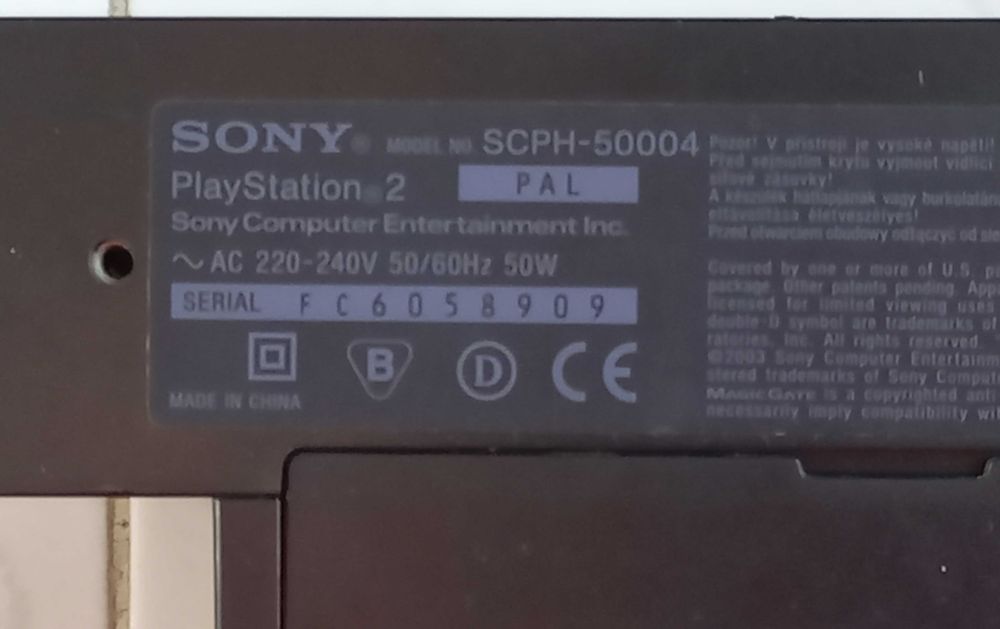 SONY® MODEL NO. SCPH-50004
PlayStation®2 PAL
Sony Computer Entertainment Inc.
~ AC 220-240V 50/60Hz 50W
SERIAL FC6058909
B D CE
MADE IN CHINA
Pozor! V přístroji je vysoké napětí!
Před sejmutím krytu vyjmout vidlici
síťové zásuvky!
A készülék hátlapjának vagy burkolatán
eltávolítása életveszélyes!
Przed otwarciem obudowy odłączyć od sie
Covered by one or more of U.S. p
package. Other patents pending. App
licensed for limited viewing uses
double-D symbol are trademarks of
ratories, Inc. All rights reserved.
©2003 Sony Computer Entertainm
stered trademarks of Sony Comput
MagicGate is a copyrighted anti
necessarily imply compatibility wi